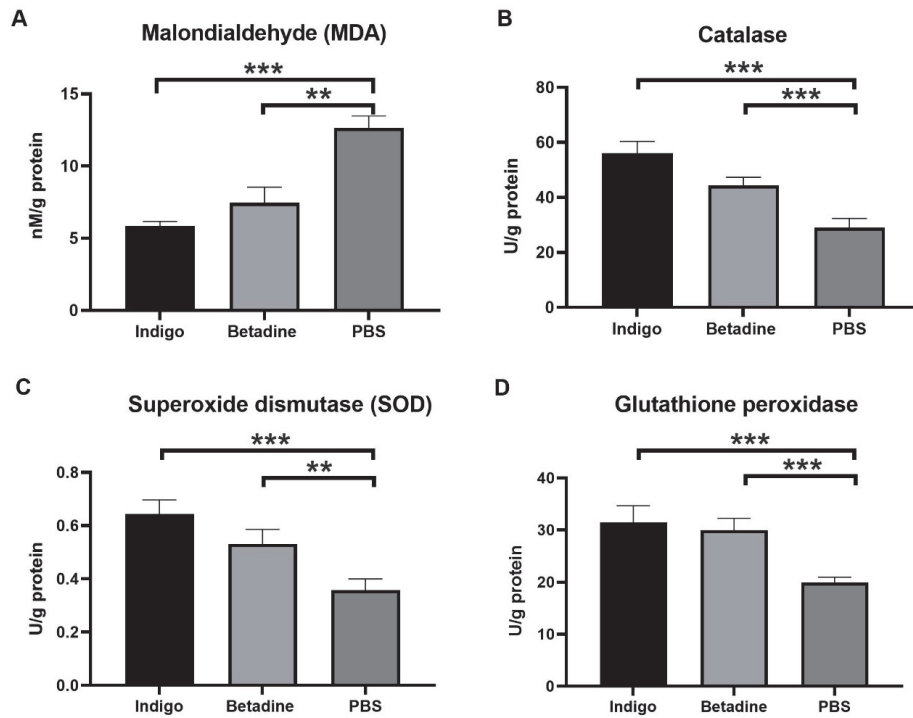 A
Malondialdehyde (MDA)
***
**
nM/g protein
15
10
5
0
Indigo Betadine PBS
B
Catalase
***
***
U/g protein
80
60
40
20
0
Indigo Betadine PBS
C
Superoxide dismutase (SOD)
***
**
U/g protein
0.8
0.6
0.4
0.2
0.0
Indigo Betadine PBS
D
Glutathione peroxidase
***
***
U/g protein
40
30
20
10
0
Indigo Betadine PBS